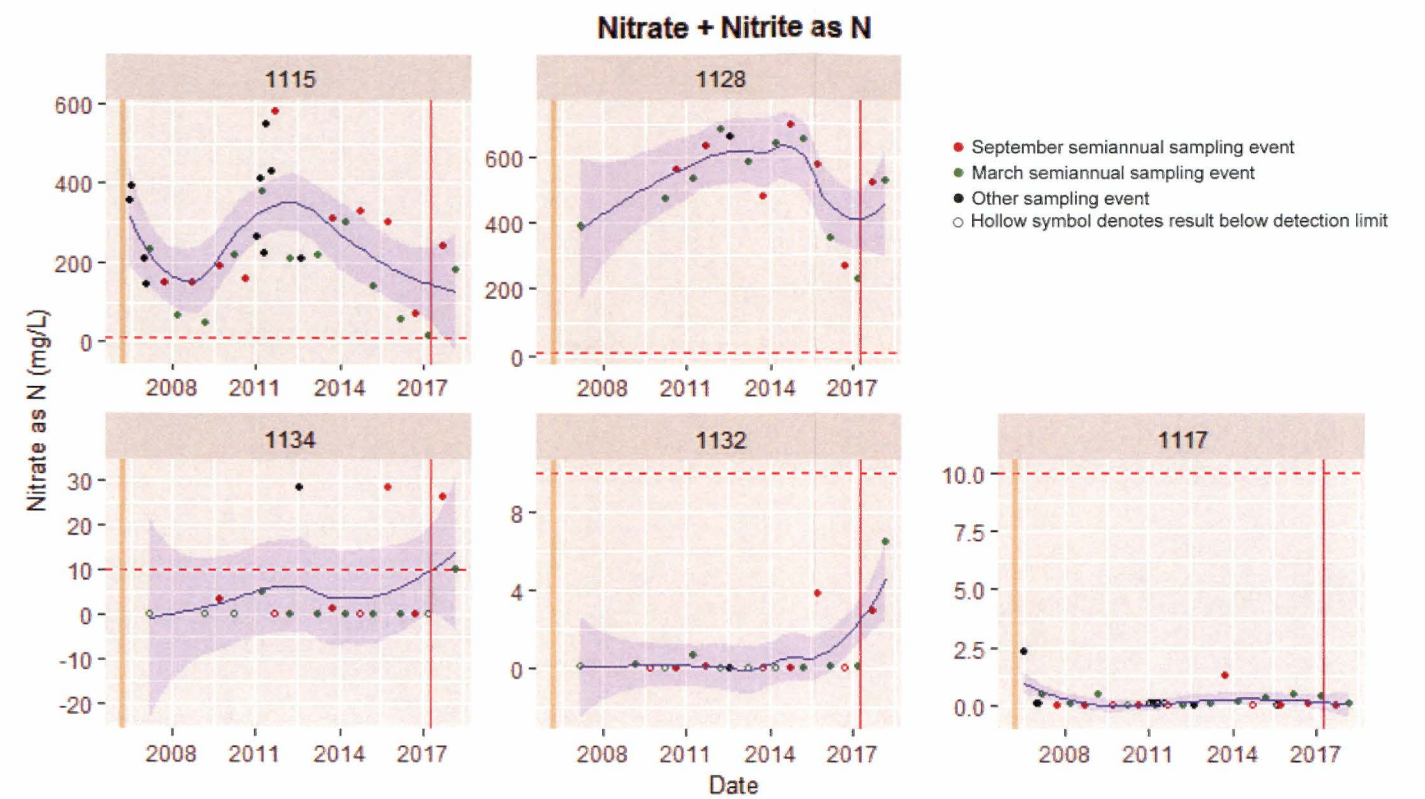 Nitrate + Nitrite as N
1115
1128
600
400
200
0
600
400
200
0
2008 2011 2014 2017
2008 2011 2014 2017
September semiannual sampling event
March semiannual sampling event
Other sampling event
Hollow symbol denotes result below detection limit
Nitrate as N (mg/L)
1134
1132
1117
30
20
10
0
-10
-20
8
4
0
10.0
7.5
5.0
2.5
0.0
2008 2011 2014 2017
2008 2011 2014 2017
2008 2011 2014 2017
Date